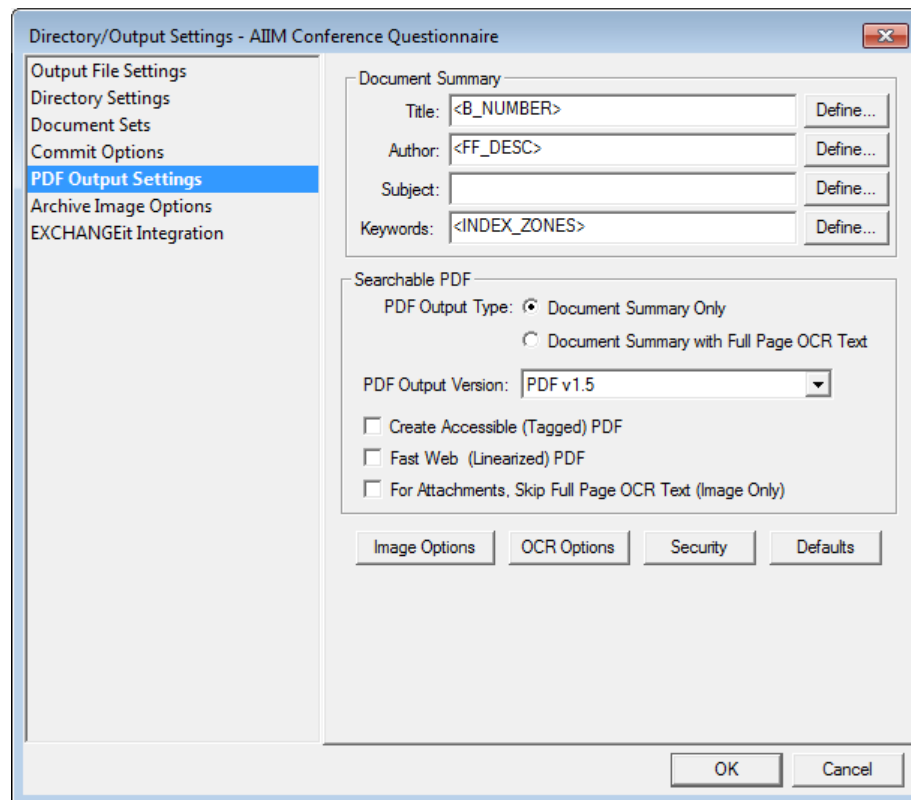 Directory/Output Settings - AIIM Conference Questionnaire
Output File Settings
Directory Settings
Document Sets
Commit Options
PDF Output Settings
Archive Image Options
EXCHANGEit Integration
Document Summary
Title: <B_NUMBER> Define...
Author: <FF_DESC> Define...
Subject: Define...
Keywords: <INDEX_ZONES> Define...
Searchable PDF
PDF Output Type: Document Summary Only
Document Summary with Full Page OCR Text
PDF Output Version: PDF v1.5
Create Accessible (Tagged) PDF
Fast Web (Linearized) PDF
For Attachments, Skip Full Page OCR Text (Image Only)
Image Options OCR Options Security Defaults
OK Cancel